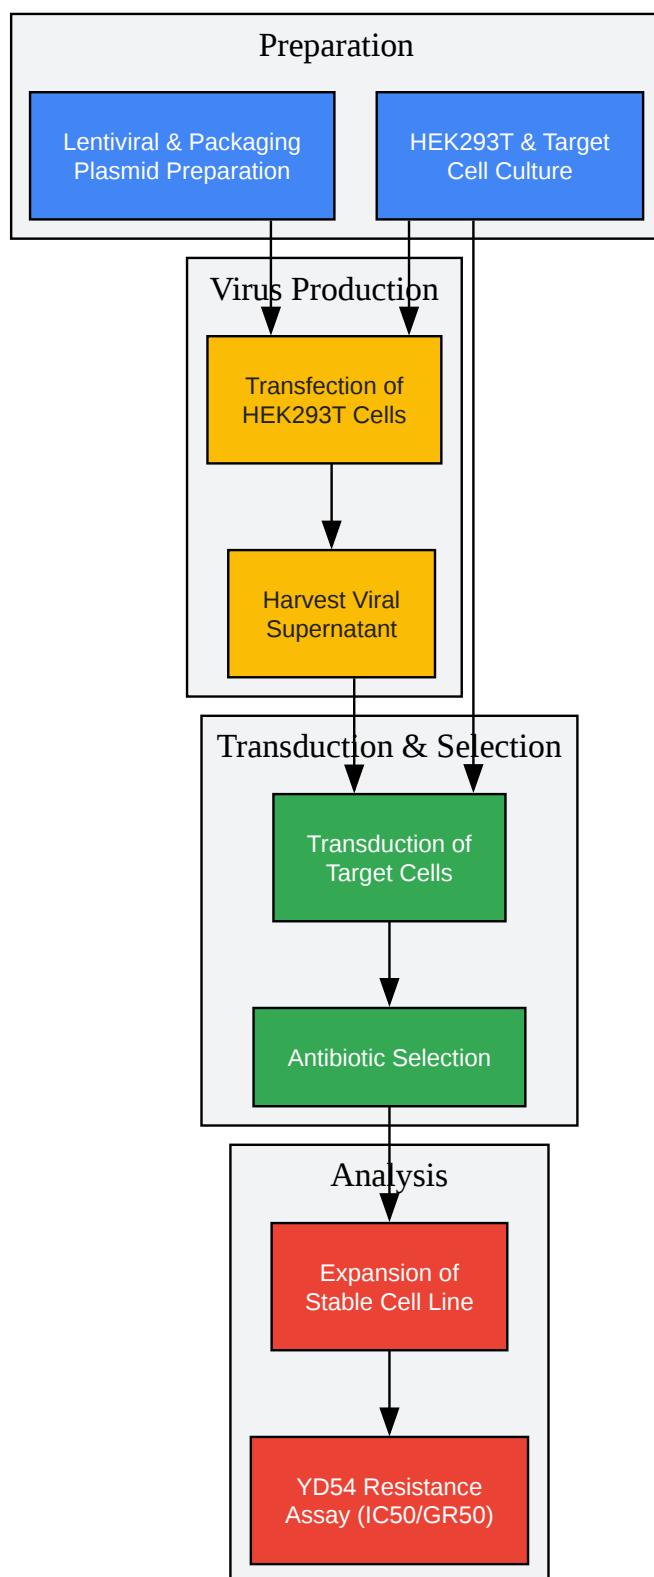 Preparation
Lentiviral & Packaging
Plasmid Preparation
HEK293T & Target
Cell Culture
Virus Production
Transfection of
HEK293T Cells
Harvest Viral
Supernatant
Transduction & Selection
Transduction of
Target Cells
Antibiotic Selection
Analysis
Expansion of
Stable Cell Line
YD54 Resistance
Assay (IC50/GR50)